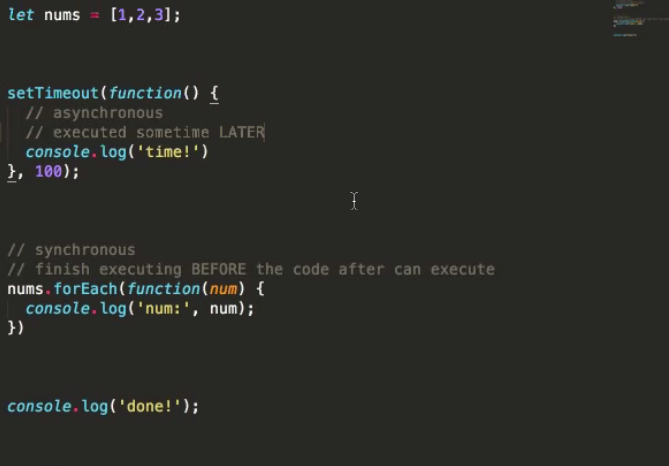 let nums = [1,2,3];
setTimeout(function() {
// asynchronous
// executed sometime LATER
console.log('time!')
}, 100);
// synchronous
// finish executing BEFORE the code after can execute
nums.forEach(function(num) {
console.log('num:', num);
})
console.log('done!');